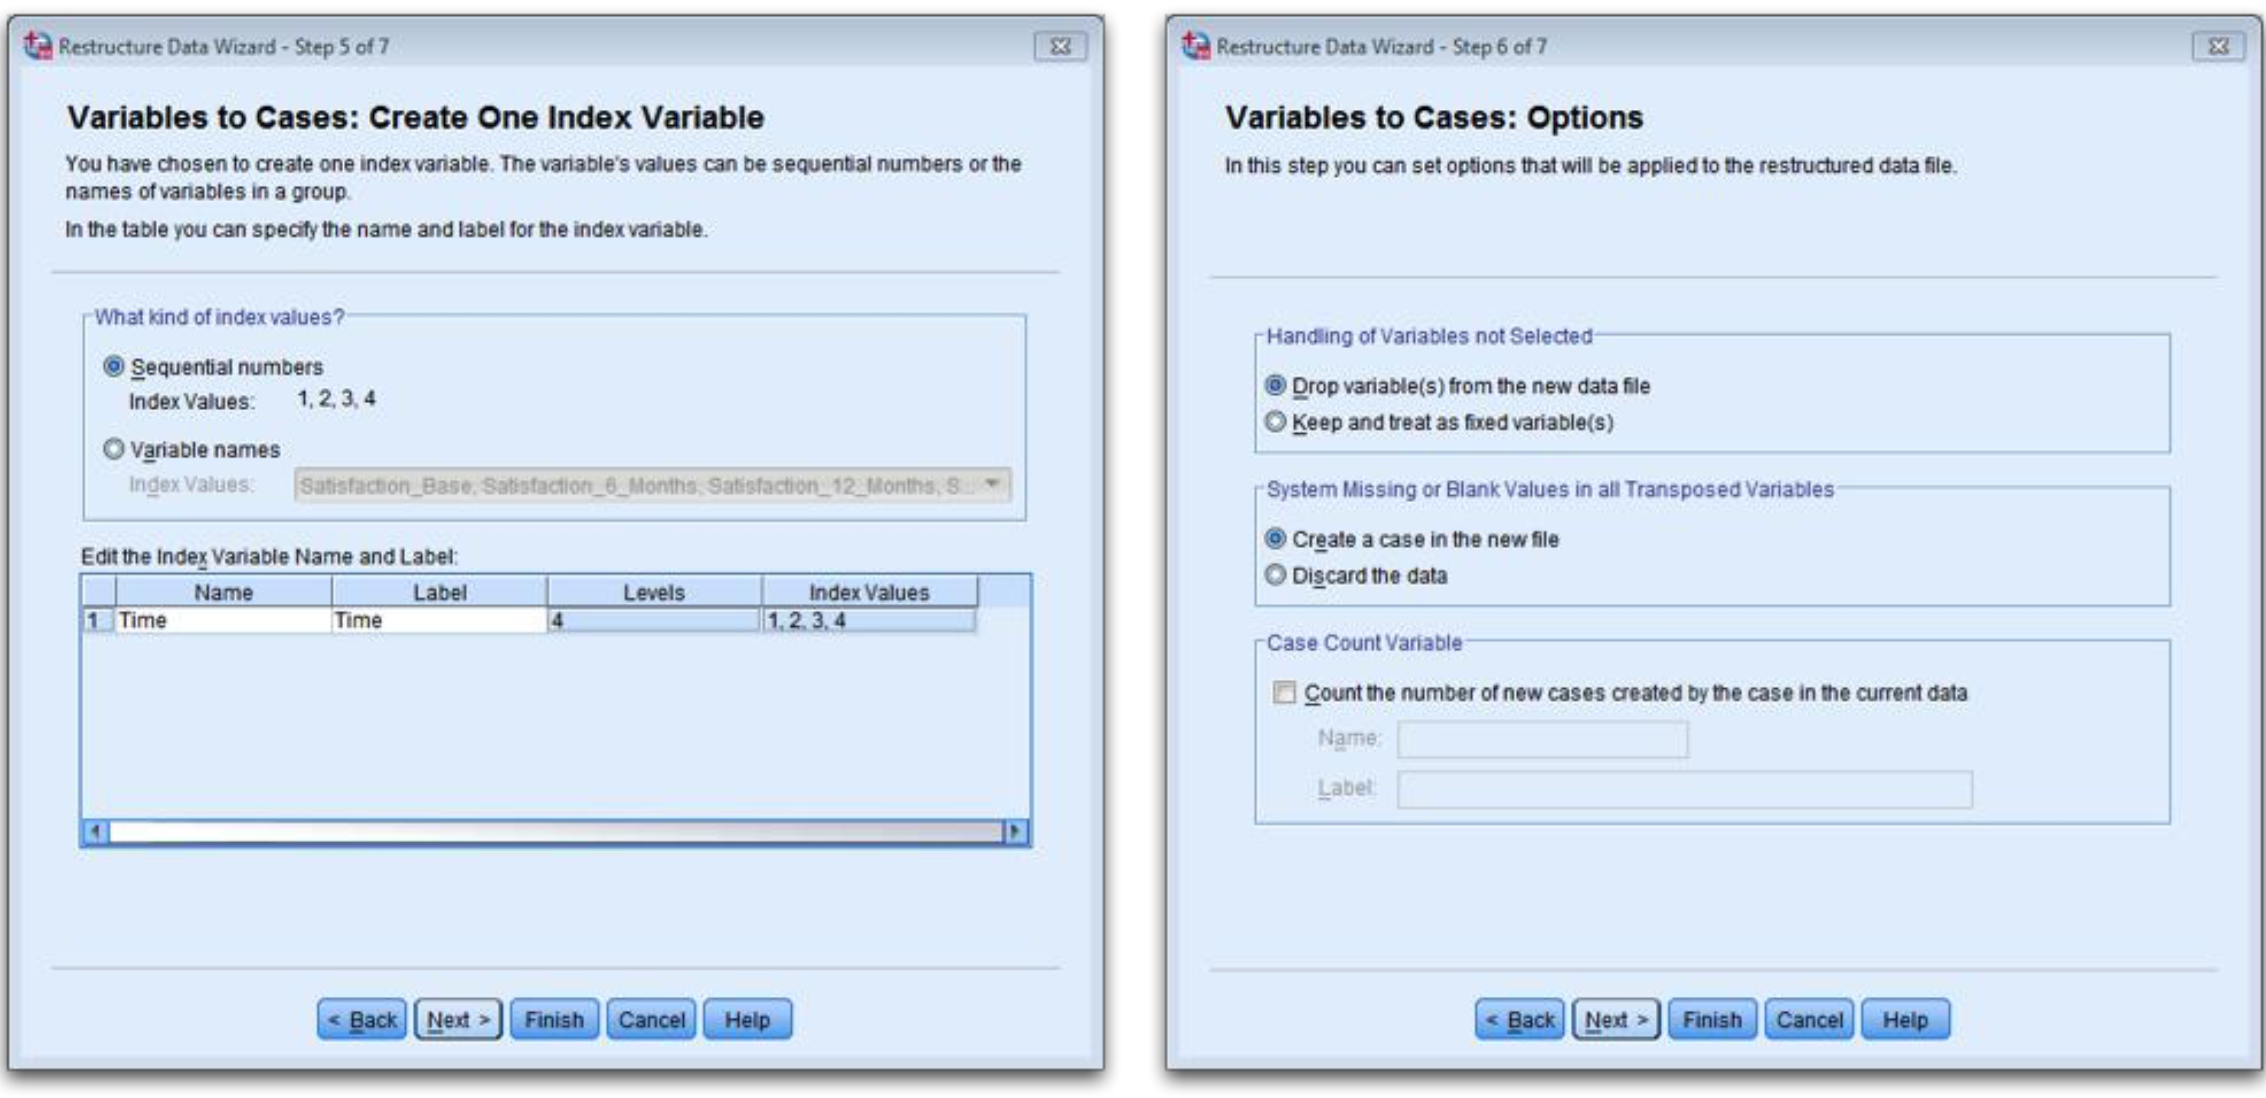 Restructure Data Wizard - Step 5 of 7
Variables to Cases: Create One Index Variable
You have chosen to create one index variable. The variable's values can be sequential numbers or the
names of variables in a group.
In the table you can specify the name and label for the index variable.
What kind of index values?
Sequential numbers
Index Values: 1, 2, 3, 4
Variable names
Index Values: Satisfaction_Base, Satisfaction_6_Months, Satisfaction_12_Months, S...
Edit the Index Variable Name and Label:
Name Label Levels Index Values
1 Time Time 4 1, 2, 3, 4
< Back Next > Finish Cancel Help
Restructure Data Wizard - Step 6 of 7
Variables to Cases: Options
In this step you can set options that will be applied to the restructured data file.
Handling of Variables not Selected
Drop variable(s) from the new data file
Keep and treat as fixed variable(s)
System Missing or Blank Values in all Transposed Variables
Create a case in the new file
Discard the data
Case Count Variable
Count the number of new cases created by the case in the current data
Name:
Label:
< Back Next > Finish Cancel Help